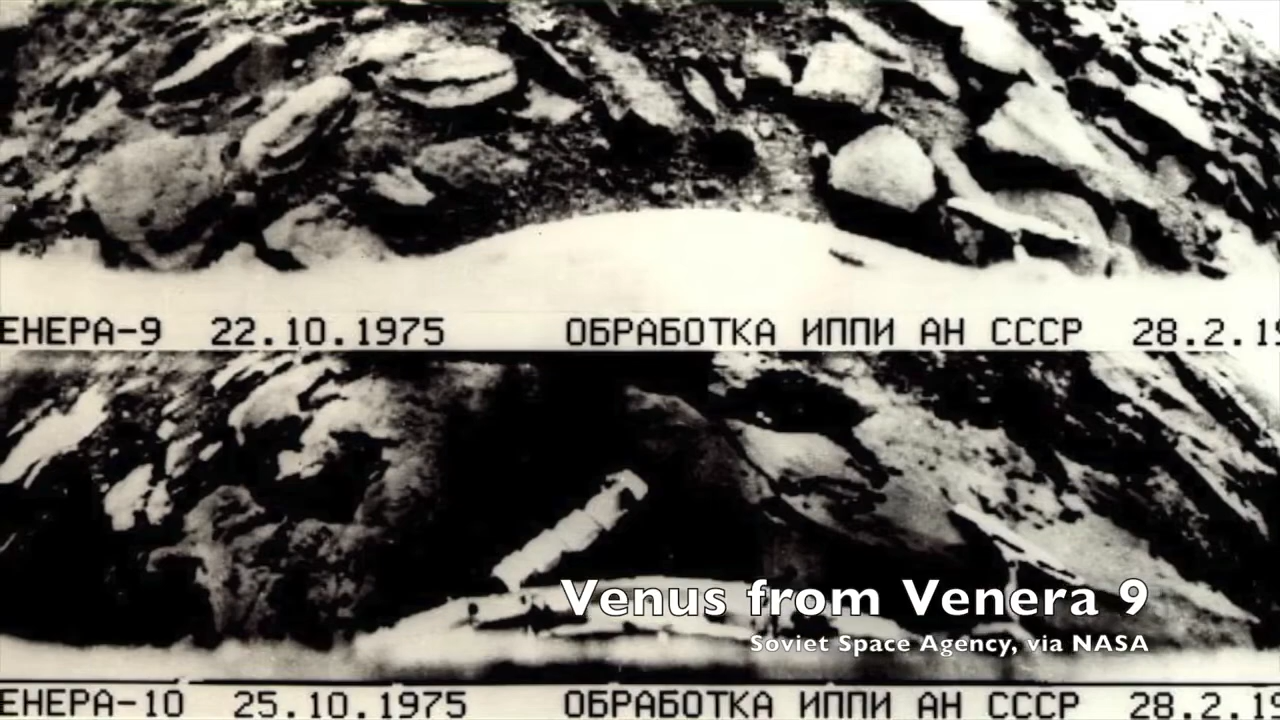 ЕНЕРА-9 22.10.1975 ОБРАБОТКА ИППИ АН СССР 28.2.19
Venus from Venera 9
Soviet Space Agency, via NASA
ЕНЕРА-10 25.10.1975 ОБРАБОТКА ИППИ АН СССР 28.2.19